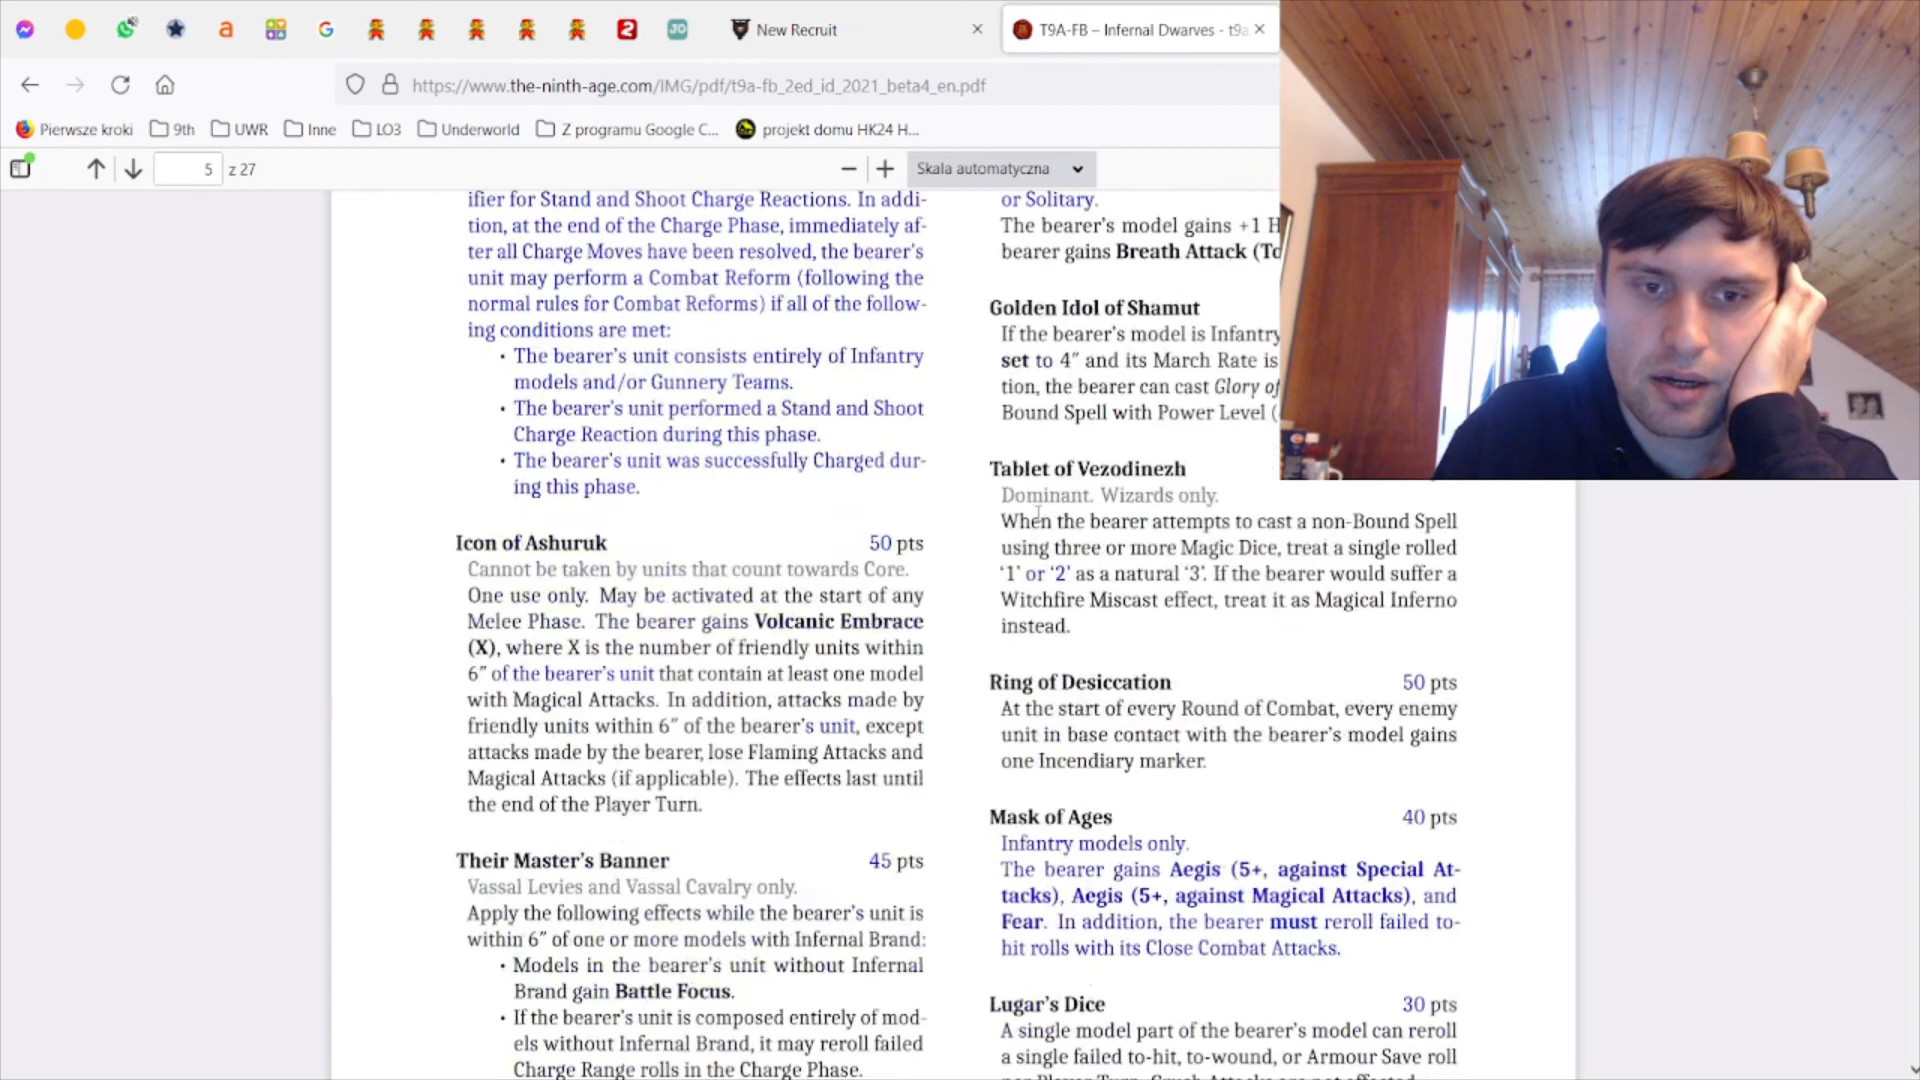 New Recruit
T9A-FB – Infernal Dwarves - t9a
https://www.the-ninth-age.com/IMG/pdf/t9a-fb_2ed_id_2021_beta4_en.pdf
Pierwsze kroki
9th
UWR
Inne
LO3
Underworld
Z programu Google C...
projekt domu HK24 H...
5
z 27
Skala automatyczna
ifier for Stand and Shoot Charge Reactions. In addi-
tion, at the end of the Charge Phase, immediately af-
ter all Charge Moves have been resolved, the bearer's
unit may perform a Combat Reform (following the
normal rules for Combat Reforms) if all of the follow-
ing conditions are met:
• The bearer's unit consists entirely of Infantry
models and/or Gunnery Teams.
• The bearer's unit performed a Stand and Shoot
Charge Reaction during this phase.
• The bearer's unit was successfully Charged dur-
ing this phase.
Icon of Ashuruk 50 pts
Cannot be taken by units that count towards Core.
One use only. May be activated at the start of any
Melee Phase. The bearer gains Volcanic Embrace
(X), where X is the number of friendly units within
6″ of the bearer's unit that contain at least one model
with Magical Attacks. In addition, attacks made by
friendly units within 6″ of the bearer's unit, except
attacks made by the bearer, lose Flaming Attacks and
Magical Attacks (if applicable). The effects last until
the end of the Player Turn.
Their Master's Banner 45 pts
Vassal Levies and Vassal Cavalry only.
Apply the following effects while the bearer's unit is
within 6″ of one or more models with Infernal Brand:
• Models in the bearer's unit without Infernal
Brand gain Battle Focus.
• If the bearer's unit is composed entirely of mod-
els without Infernal Brand, it may reroll failed
Charge Range rolls in the Charge Phase.
or Solitary.
The bearer's model gains +1 H
bearer gains Breath Attack (To
Golden Idol of Shamut
If the bearer's model is Infantry
set to 4″ and its March Rate is
tion, the bearer can cast Glory of
Bound Spell with Power Level (
Tablet of Vezodinezh
Dominant. Wizards only.
When the bearer attempts to cast a non-Bound Spell
using three or more Magic Dice, treat a single rolled
'1' or '2' as a natural '3'. If the bearer would suffer a
Witchfire Miscast effect, treat it as Magical Inferno
instead.
Ring of Desiccation 50 pts
At the start of every Round of Combat, every enemy
unit in base contact with the bearer's model gains
one Incendiary marker.
Mask of Ages 40 pts
Infantry models only.
The bearer gains Aegis (5+, against Special At-
tacks), Aegis (5+, against Magical Attacks), and
Fear. In addition, the bearer must reroll failed to-
hit rolls with its Close Combat Attacks.
Lugar's Dice 30 pts
A single model part of the bearer's model can reroll
a single failed to-hit, to-wound, or Armour Save roll